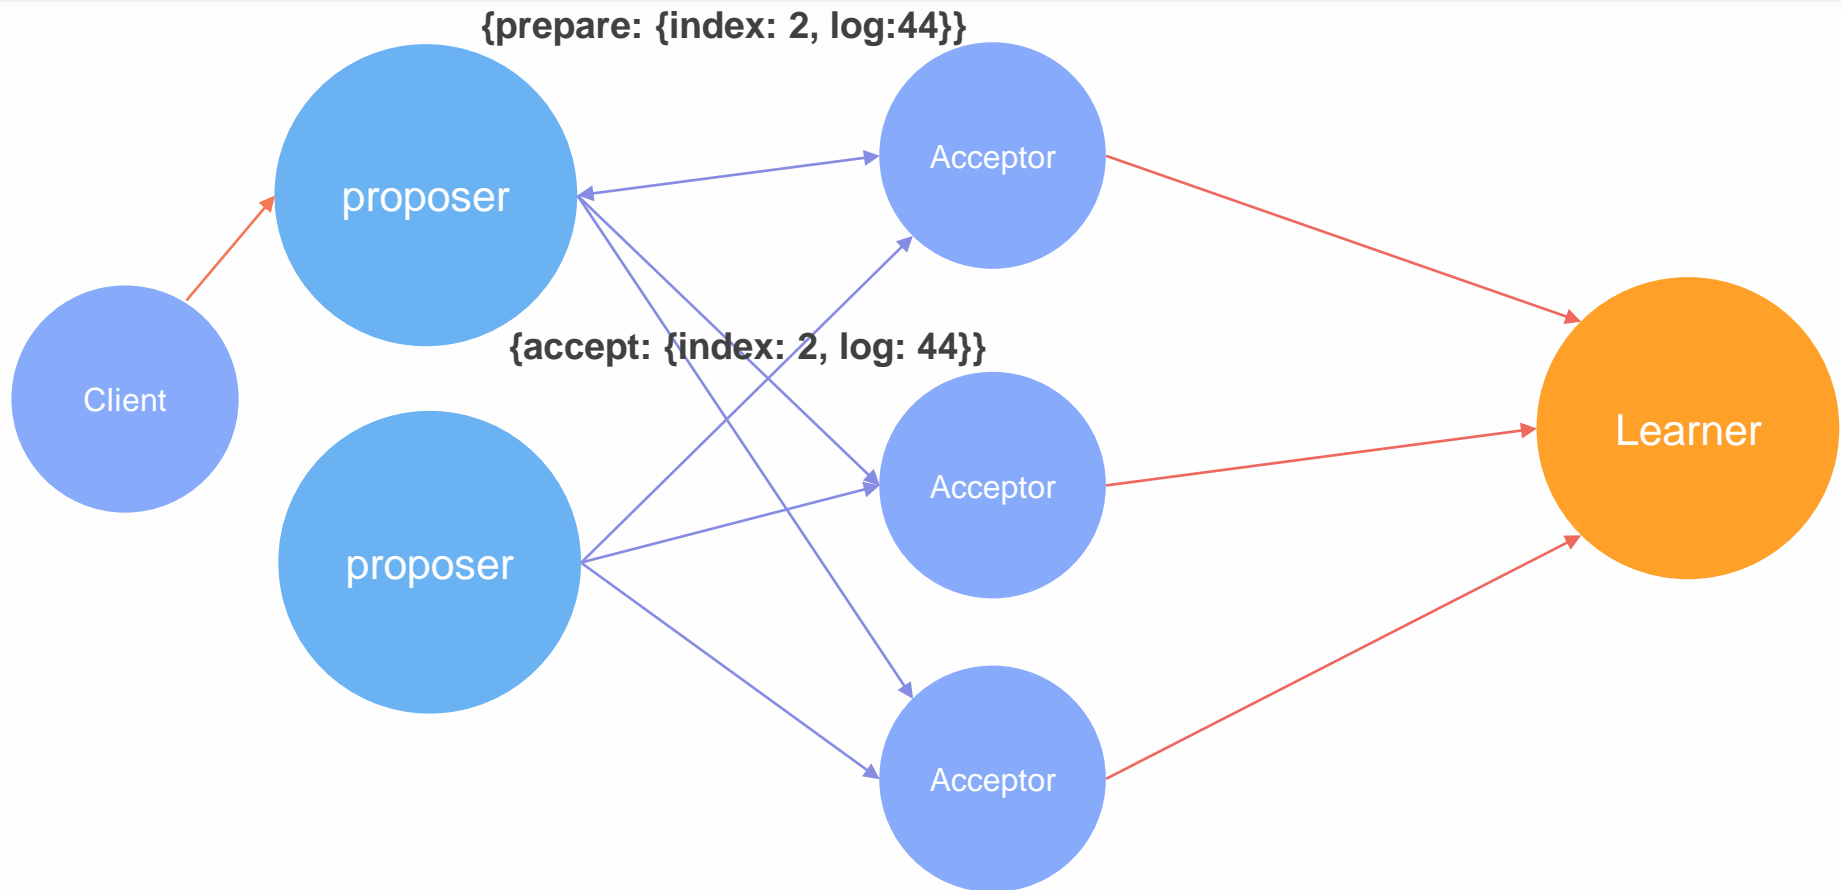 {prepare: {index: 2, log:44}}
Acceptor
proposer
{accept: {index: 2, log: 44}}
Client
Learner
Acceptor
proposer
Acceptor